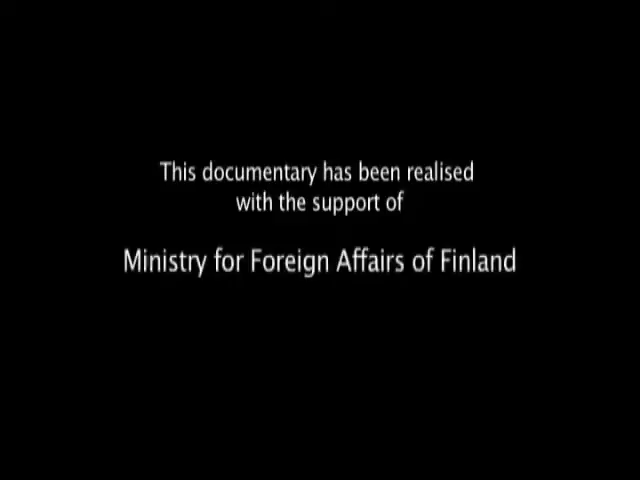 This documentary has been realised
with the support of
Ministry for Foreign Affairs of Finland